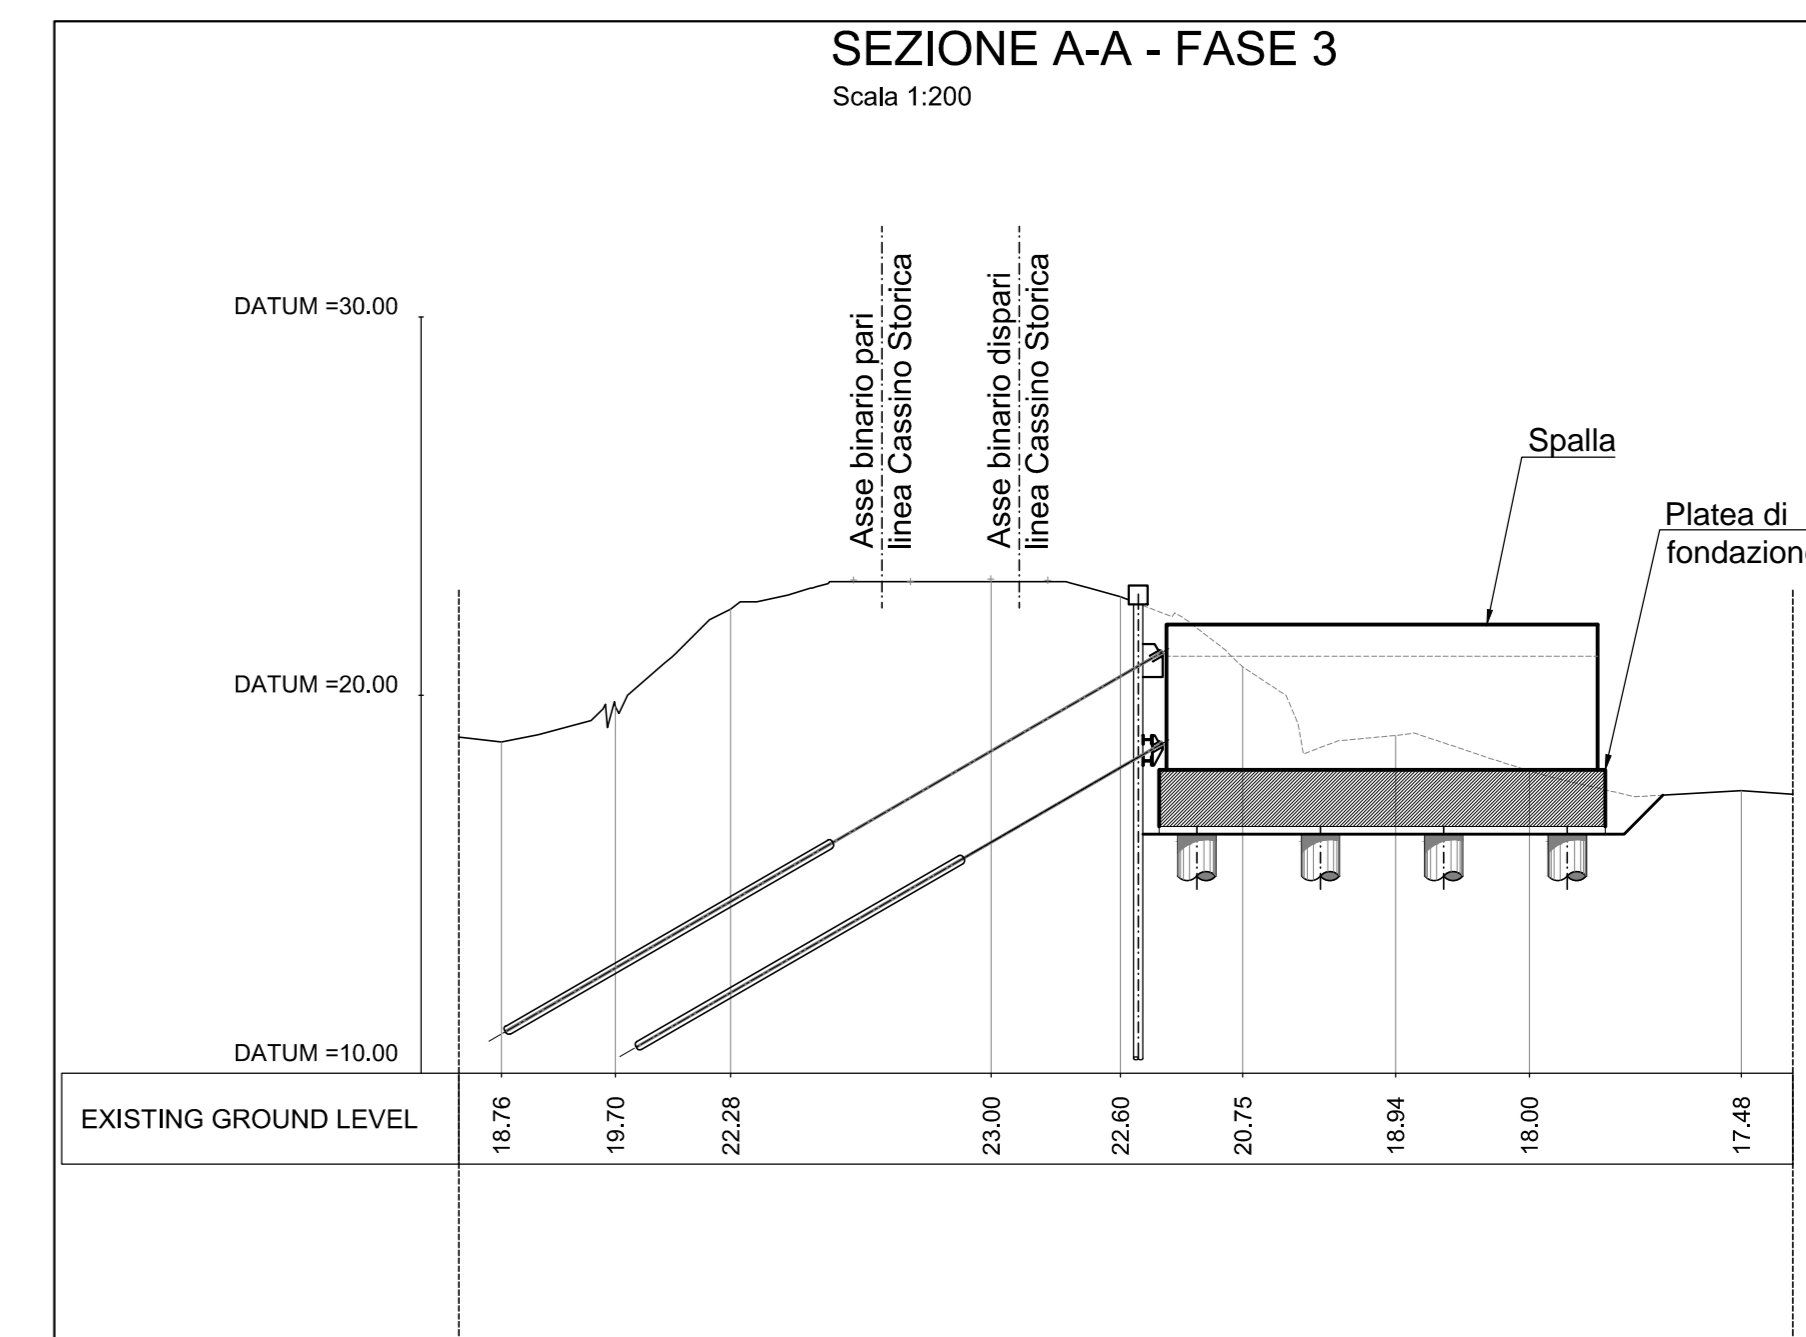 SEZIONE A-A - FASE 3
Scala 1:200
DATUM =30.00
Asse binario pari
linea Cassino Storica
Asse binario dispari
linea Cassino Storica
Spalla
Platea di
fondazion
DATUM =20.00
DATUM =10.00
EXISTING GROUND LEVEL
18.76
19.70
22.28
23.00
22.60
20.75
18.94
18.00
17.48